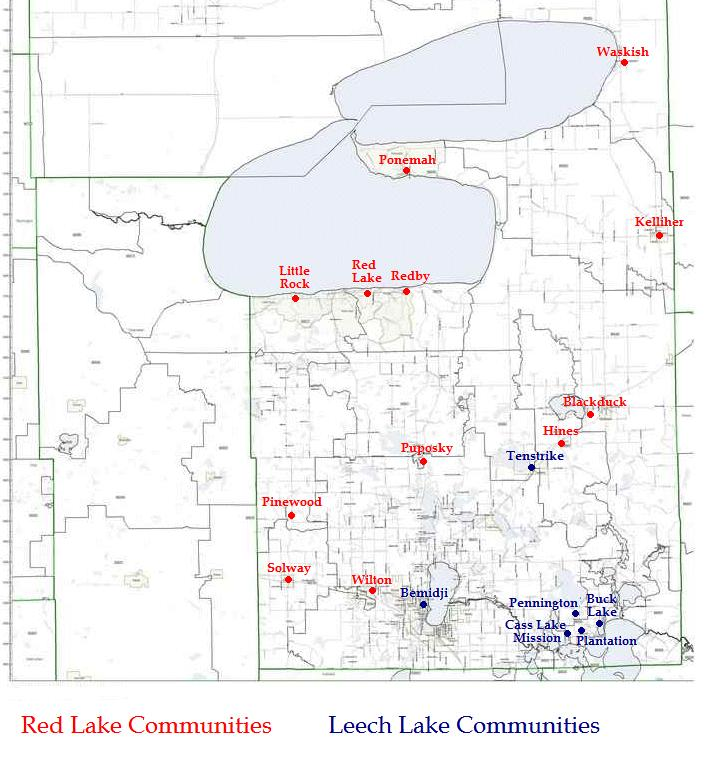 Waskish
Ponemah
Kelliher
Little
Rock
Red
Lake
Redby
Blackduck
Hines
Tenstrike
Puposky
Pinewood
Solway
Wilton
Bemidji
Pennington
Buck
Lake
Cass Lake
Mission
Plantation
Red Lake Communities
Leech Lake Communities